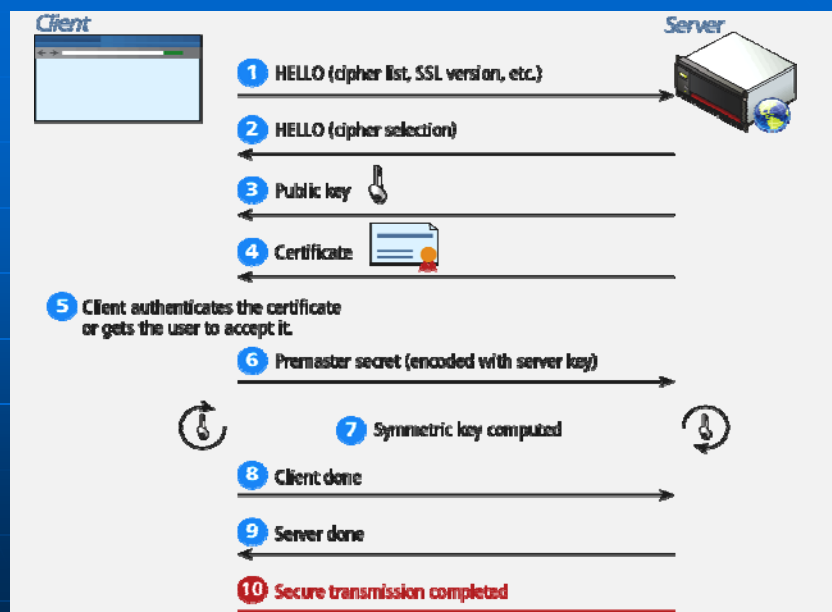 Client
Server
1 HELLO (cipher list, SSL version, etc.)
2 HELLO (cipher selection)
3 Public key
4 Certificate
5 Client authenticates the certificate
or gets the user to accept it.
6 Premaster secret (encoded with server key)
7 Symmetric key computed
8 Client done
9 Server done
10 Secure transmission completed